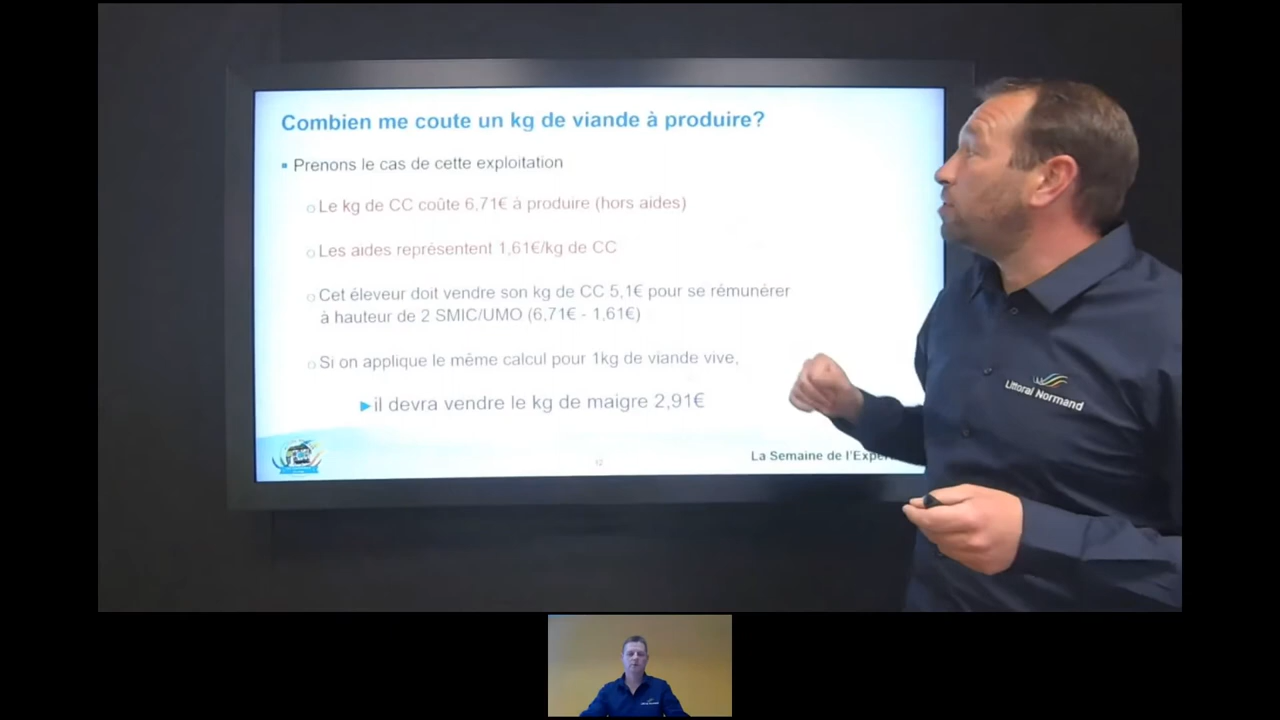 Combien me coute un kg de viande à produire?
▪ Prenons le cas de cette exploitation
o Le kg de CC coûte 6,71€ à produire (hors aides)
o Les aides représentent 1,61€/kg de CC
o Cet éleveur doit vendre son kg de CC 5,1€ pour se rémunérer
à hauteur de 2 SMIC/UMO (6,71€ - 1,61€)
o Si on applique le même calcul pour 1kg de viande vive,
►il devra vendre le kg de maigre 2,91€
12
La Semaine de l'Exper
Littoral Normand